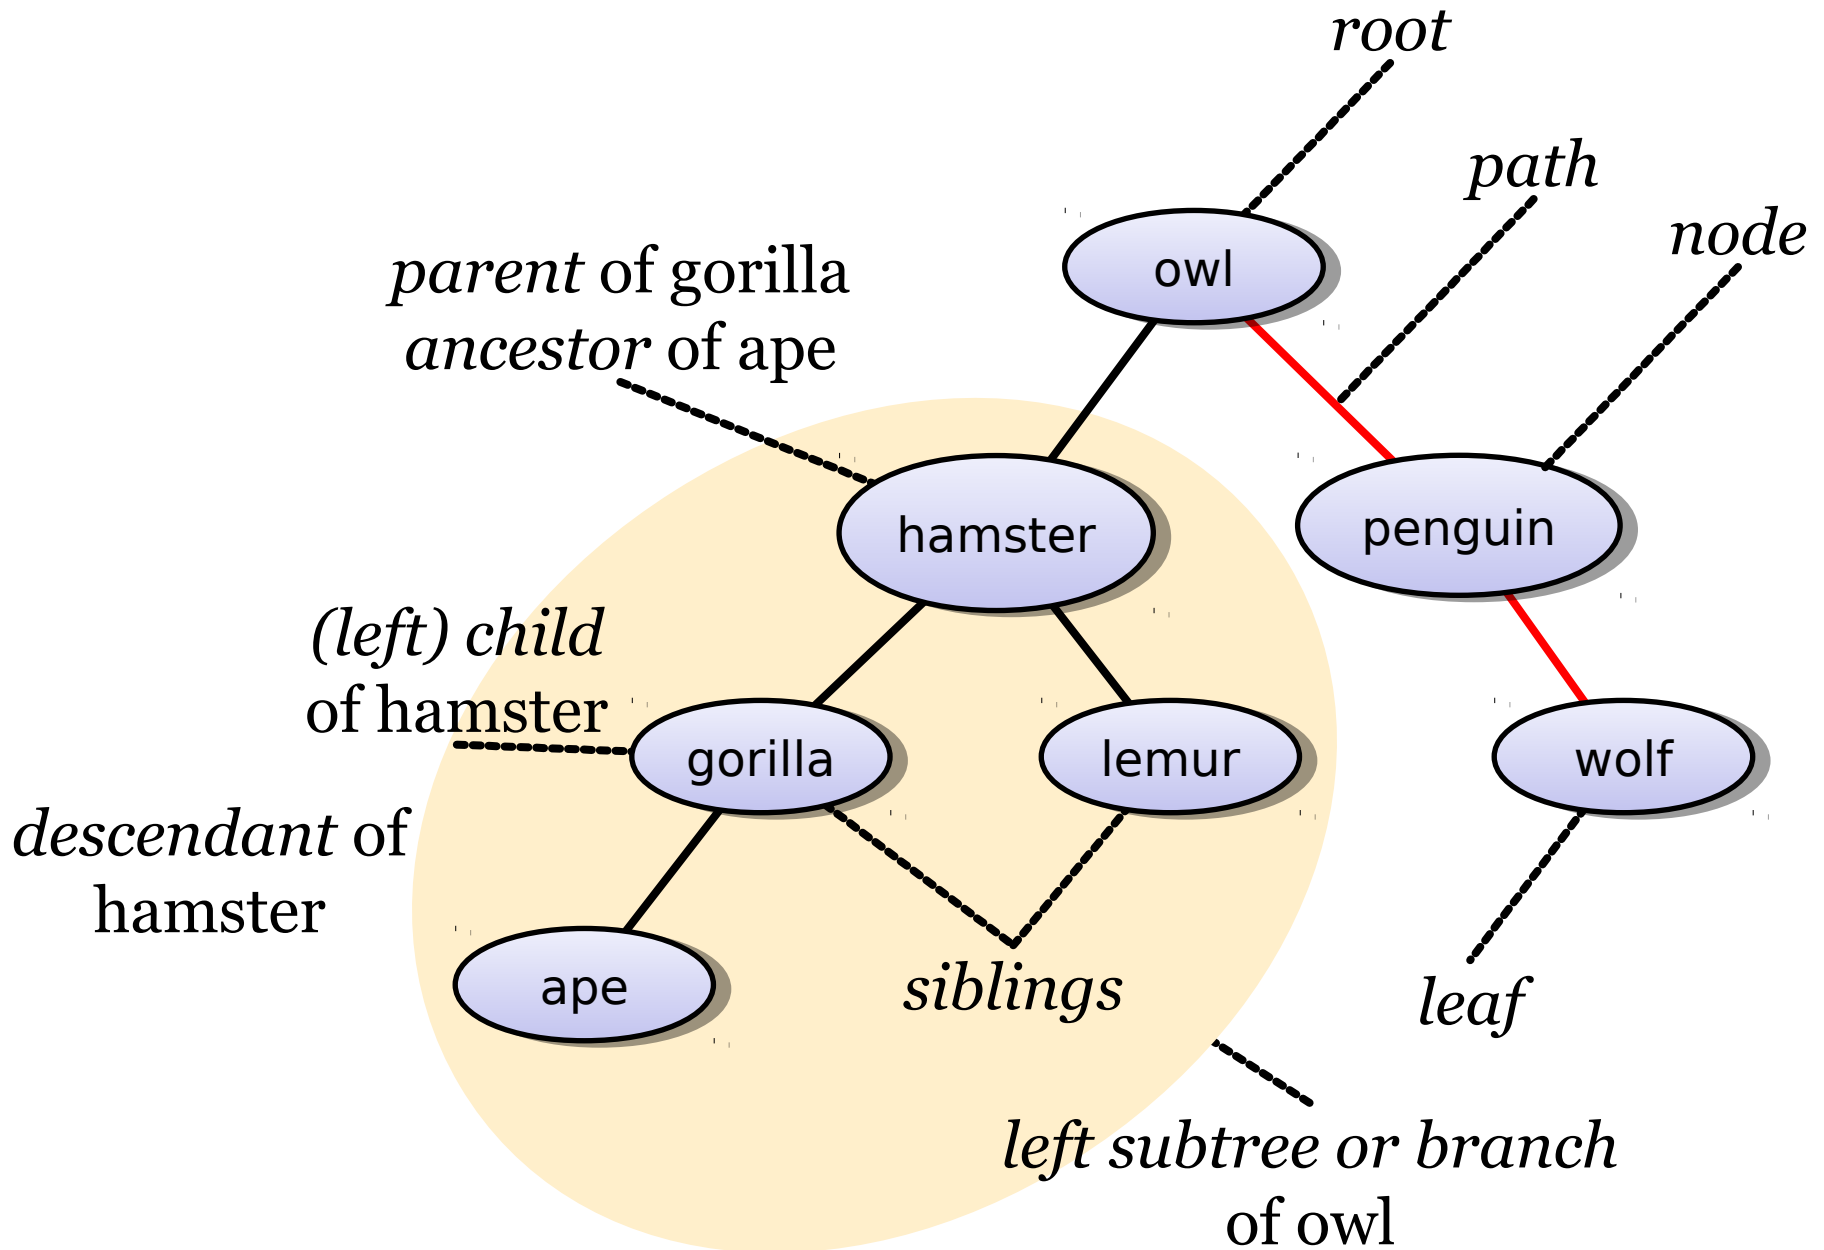 root
path
node
owl
parent of gorilla
ancestor of ape
hamster
penguin
(left) child
of hamster
gorilla
lemur
wolf
descendant of
hamster
ape
siblings
leaf
left subtree or branch
of owl